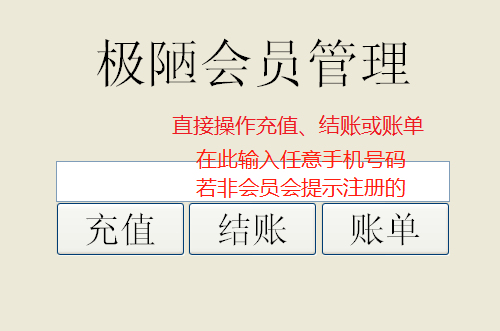 极陋会员管理
直接操作充值、结账或账单
在此输入任意手机号码
若非会员会提示注册的
充值 结账 账单